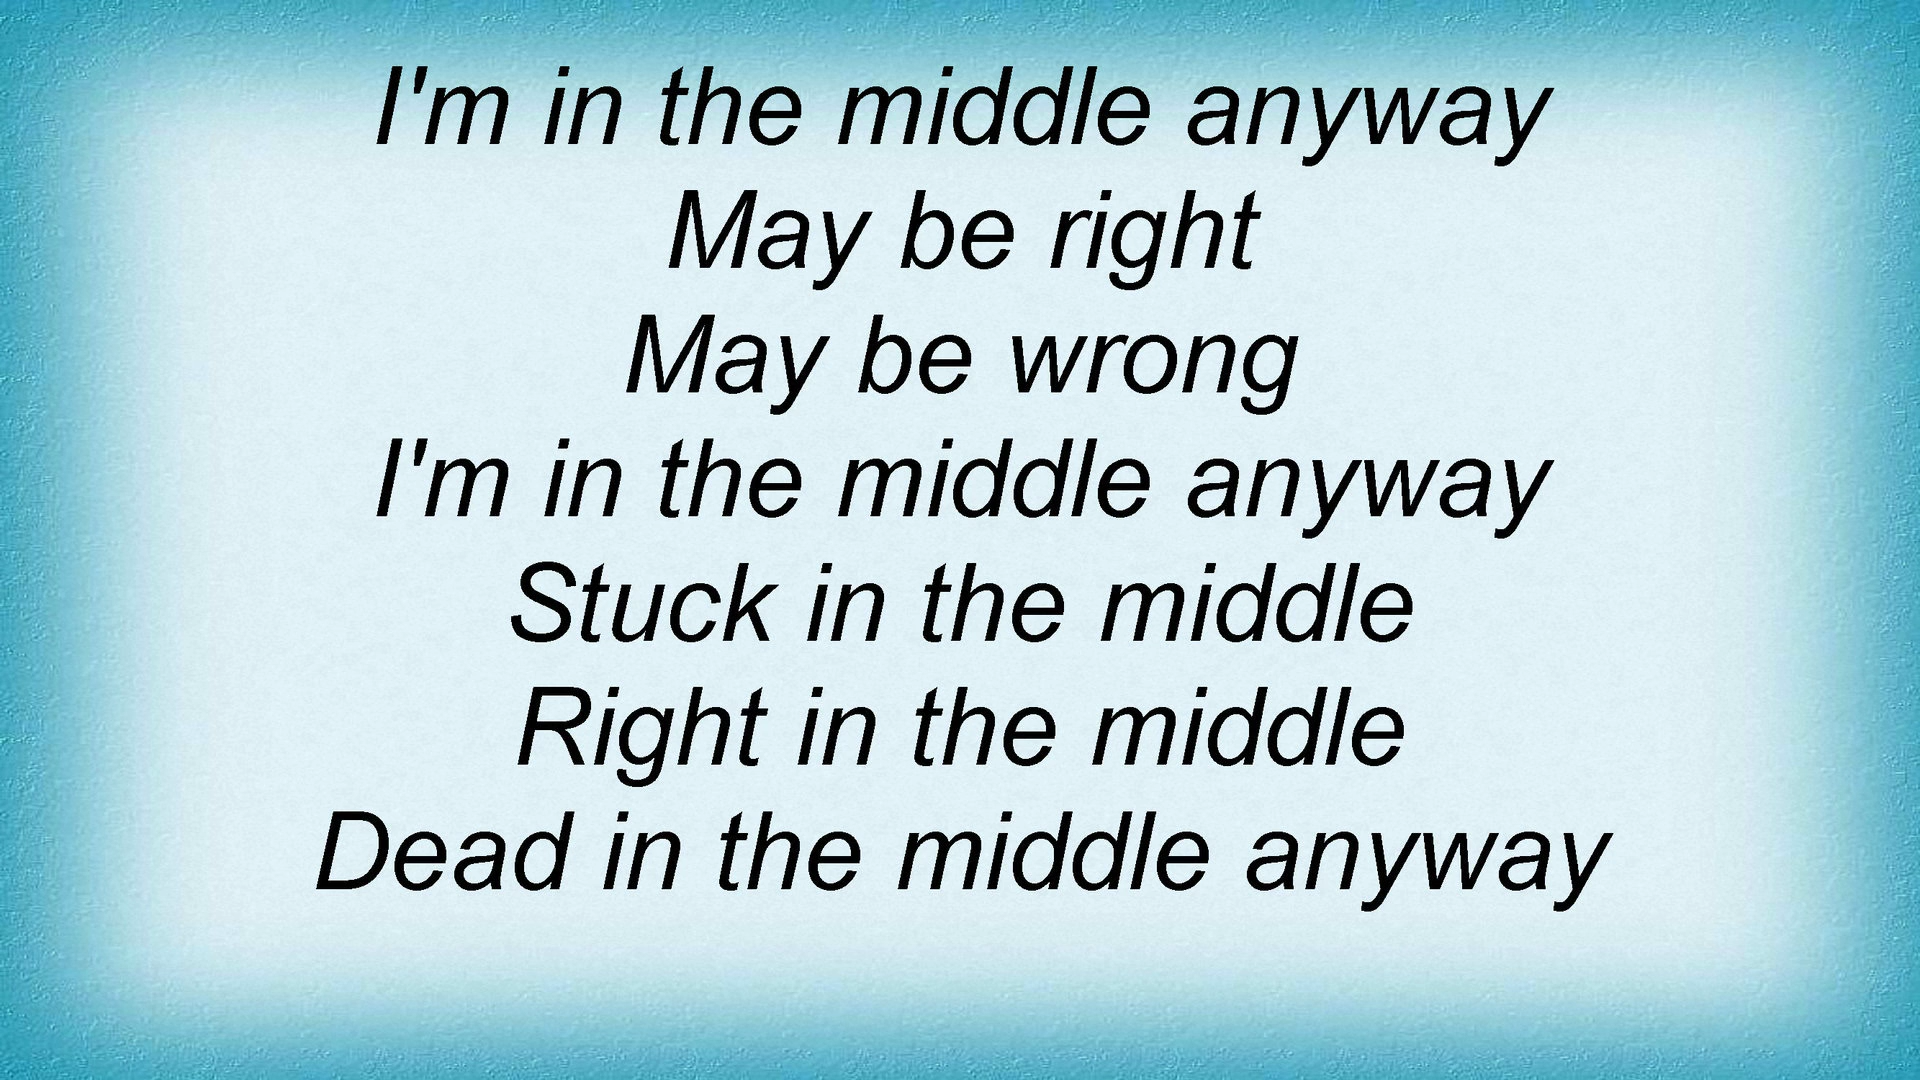 I'm in the middle anyway
May be right
May be wrong
I'm in the middle anyway
Stuck in the middle
Right in the middle
Dead in the middle anyway